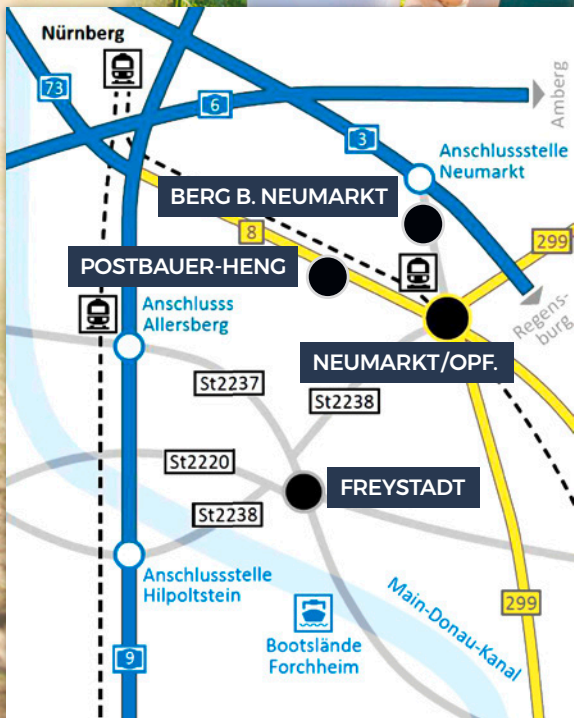 Nürnberg
73
6
3
Amberg
Anschlussstelle
Neumarkt
BERG B. NEUMARKT
8
299
POSTBAUER-HENG
Regens-
burg
Anschlusss
Allersberg
NEUMARKT/OPF.
St2237
St2238
St2220
FREYSTADT
St2238
Anschlussstelle
Hilpoltstein
Main-Donau-Kanal
299
Bootslände
Forchheim
9